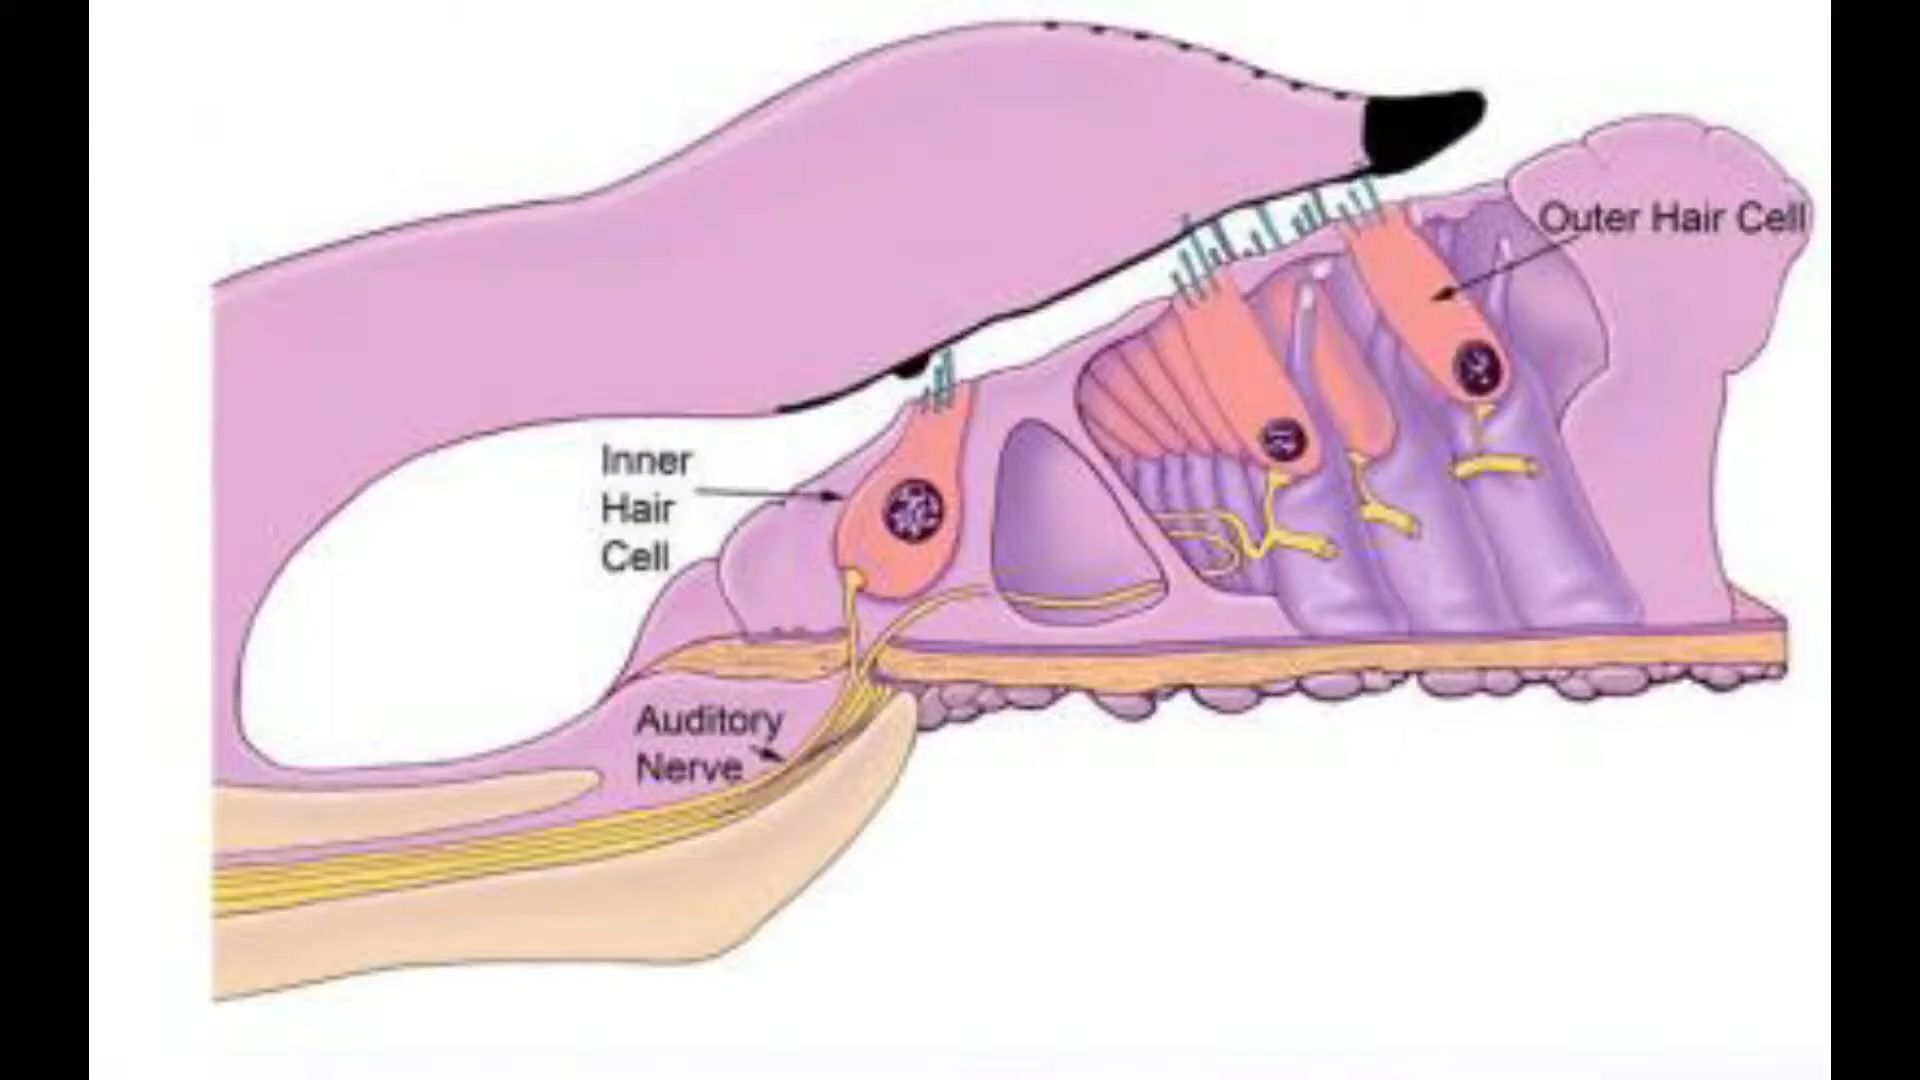 Outer Hair Cell
Inner
Hair
Cell
Auditory
Nerve